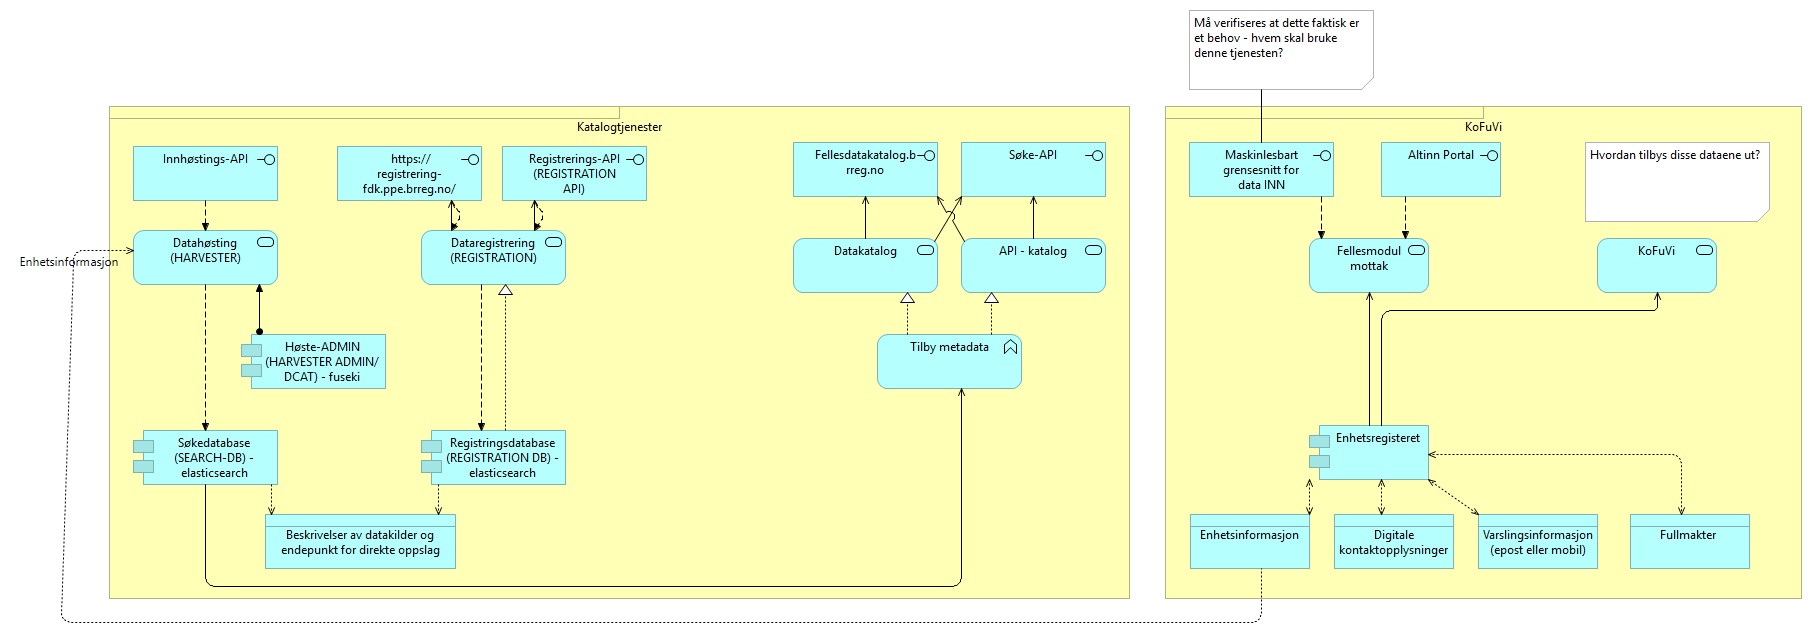 Må verifiseres at dette faktisk er
et behov - hvem skal bruke
denne tjenesten?
Katalogtjenester
KoFuVi
Innhøstings-API
https://
registrering-
fdk.ppe.brreg.no/
Registrerings-API
(REGISTRATION
API)
Fellesdatakatalog.b
rreg.no
Søke-API
Maskinlesbart
grensesnitt for
data INN
Altinn Portal
Hvordan tilbys disse dataene ut?
Enhetsinformasjon
Datahøsting
(HARVESTER)
Dataregistrering
(REGISTRATION)
Datakatalog
API - katalog
Fellesmodul
mottak
KoFuVi
Høste-ADMIN
(HARVESTER ADMIN/
DCAT) - fuseki
Tilby metadata
Søkedatabase
(SEARCH-DB) -
elasticsearch
Registringsdatabase
(REGISTRATION DB) -
elasticsearch
Enhetsregisteret
Beskrivelser av datakilder og
endepunkt for direkte oppslag
Enhetsinformasjon
Digitale
kontaktopplysninger
Varslingsinformasjon
(epost eller mobil)
Fullmakter